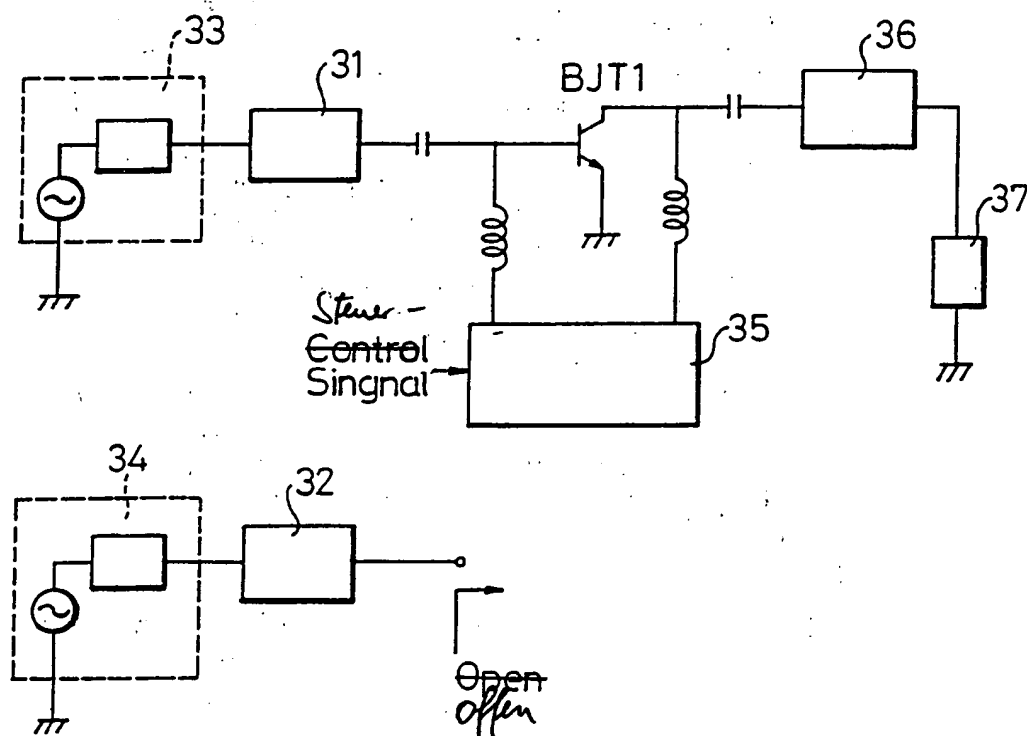 33
31
BJT1
36
37
Steuer-
Control
Singnal
35
34
32
Open
offen